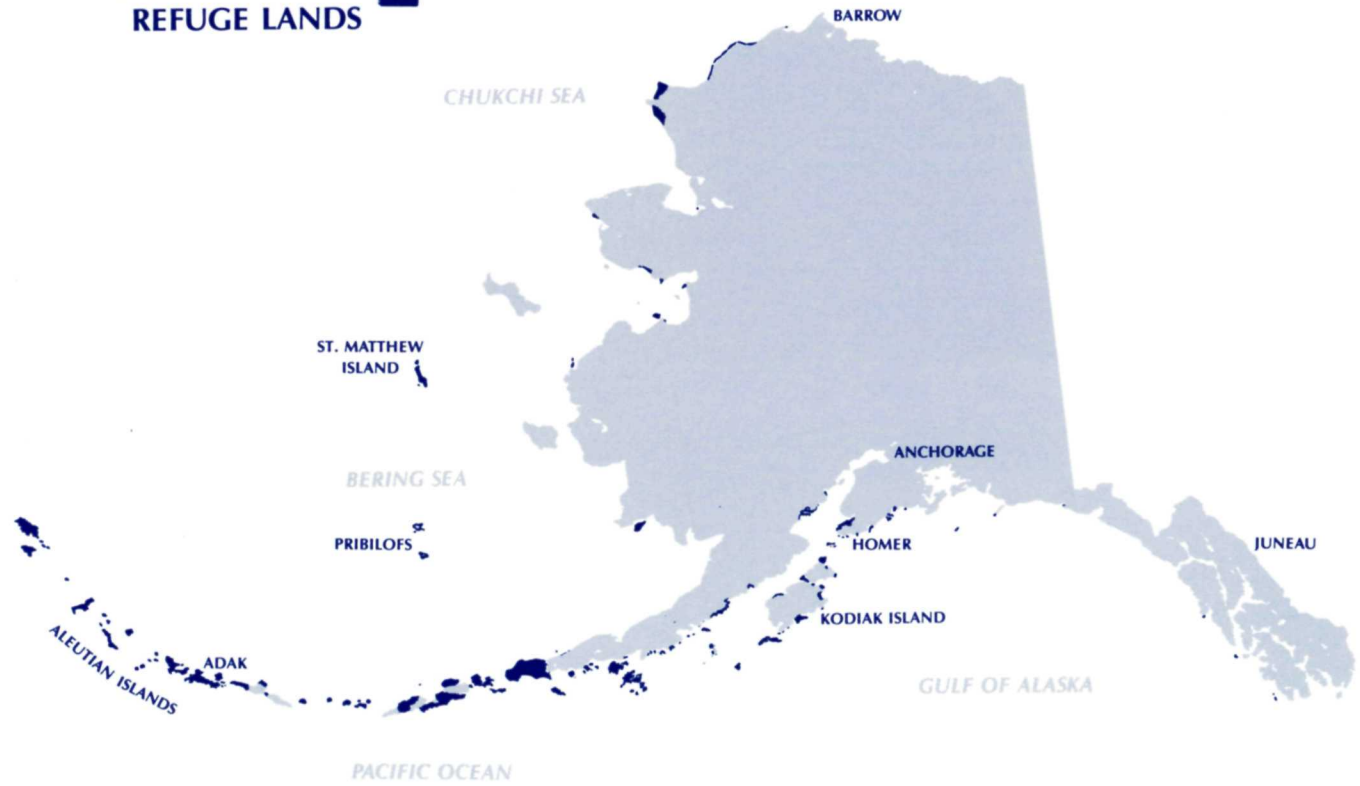 REFUGE LANDS
BARROW
CHUKCHI SEA
ST. MATTHEW
ISLAND
ANCHORAGE
BERING SEA
PRIBILOFS
HOMER
JUNEAU
KODIAK ISLAND
ALEUTIAN ISLANDS
ADAK
GULF OF ALASKA
PACIFIC OCEAN